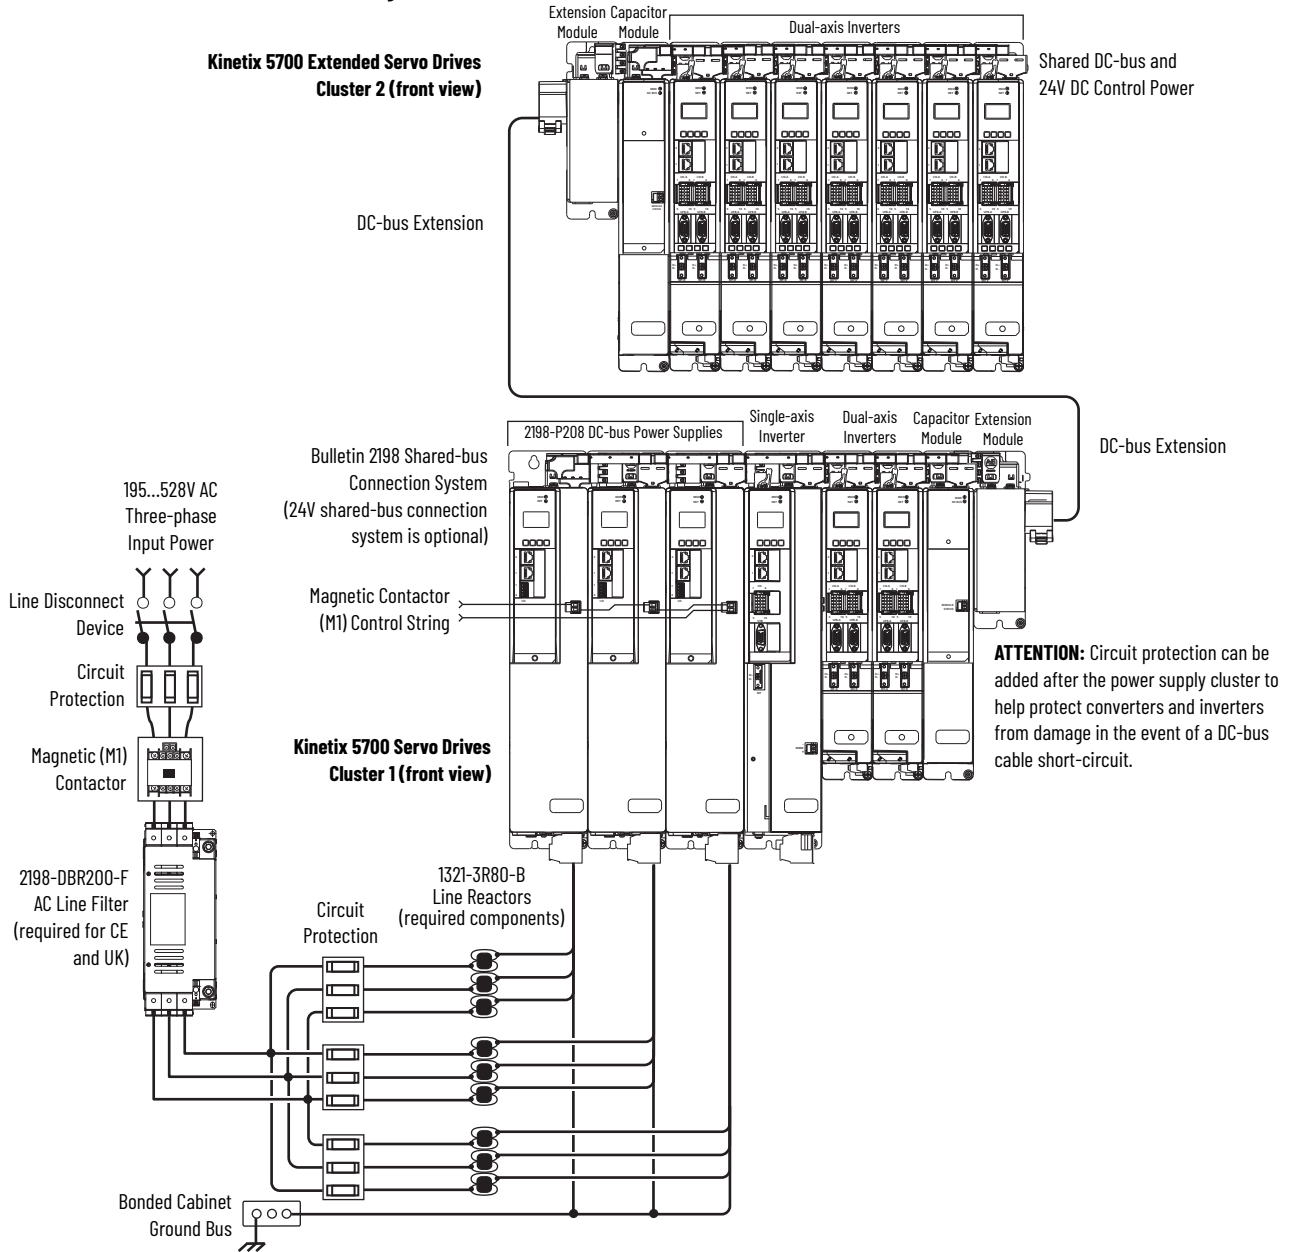 Extension Capacitor
Module Module
Dual-axis Inverters
Kinetix 5700 Extended Servo Drives
Cluster 2 (front view)
Shared DC-bus and
24V DC Control Power
DC-bus Extension
2198-P208 DC-bus Power Supplies
Single-axis
Inverter
Dual-axis
Inverters
Capacitor
Module
Extension
Module
DC-bus Extension
Bulletin 2198 Shared-bus
Connection System
(24V shared-bus connection
system is optional)
195...528V AC
Three-phase
Input Power
Magnetic Contactor
(M1) Control String
Line Disconnect
Device
Circuit
Protection
ATTENTION: Circuit protection can be
added after the power supply cluster to
help protect converters and inverters
from damage in the event of a DC-bus
cable short-circuit.
Kinetix 5700 Servo Drives
Cluster 1 (front view)
Magnetic (M1)
Contactor
2198-DBR200-F
AC Line Filter
(required for CE
and UK)
Circuit
Protection
1321-3R80-B
Line Reactors
(required components)
Bonded Cabinet
Ground Bus